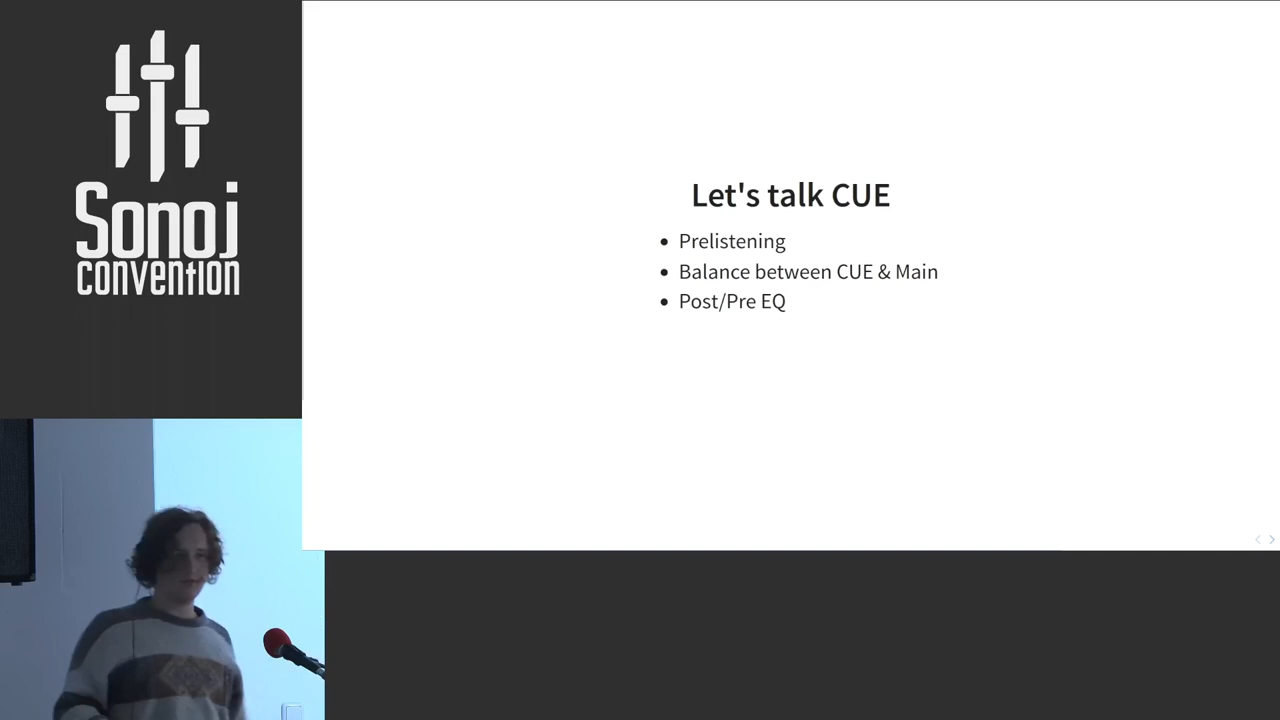 Sonoj
convention
Let's talk CUE
Prelistening
Balance between CUE & Main
Post/Pre EQ